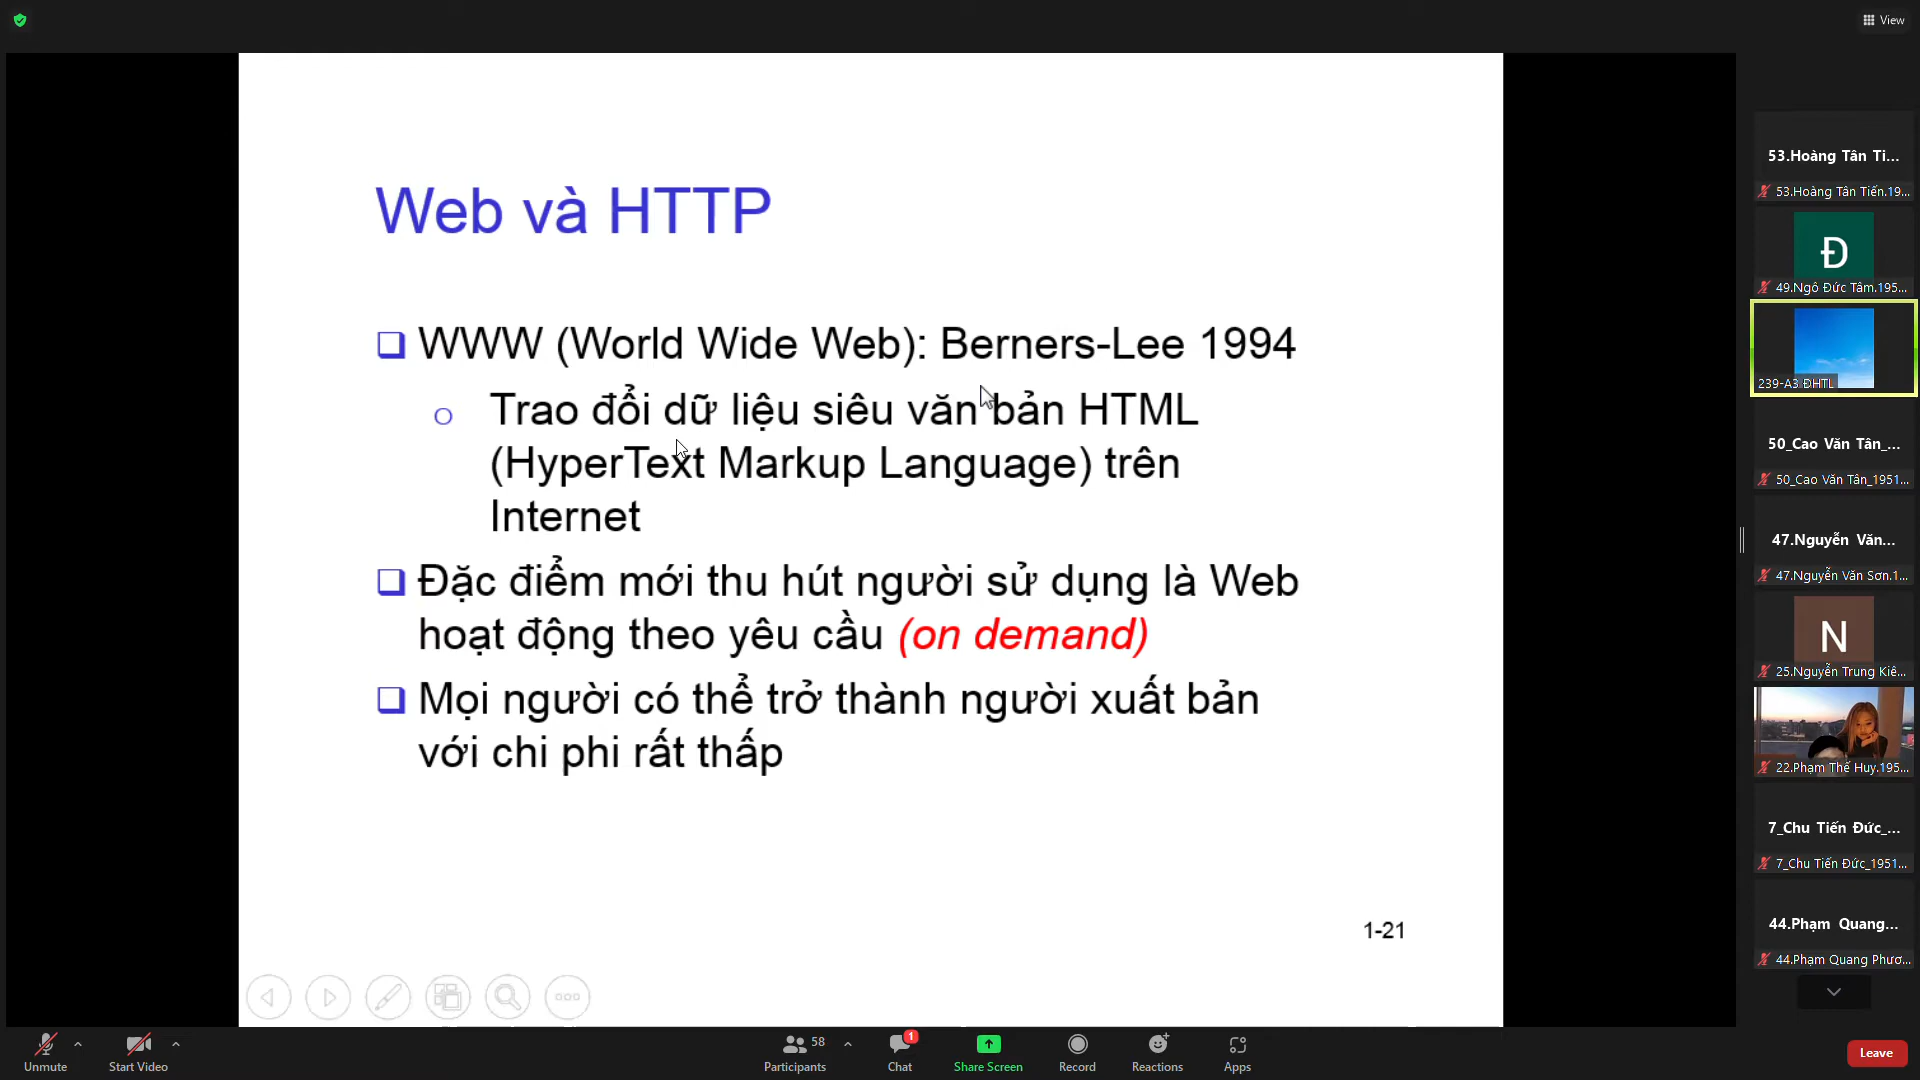 View
Web và HTTP
WWW (World Wide Web): Berners-Lee 1994
Trao đổi dữ liệu siêu văn bản HTML
(HyperText Markup Language) trên
Internet
Đặc điểm mới thu hút người sử dụng là Web
hoạt động theo yêu cầu (on demand)
Mọi người có thể trở thành người xuất bản
với chi phi rất thấp
1-21
53.Hoàng Tân Ti...
53.Hoàng Tân Tiến.19...
Đ
49.Ngô Đức Tâm.195...
239-A3 ĐHTL
50_Cao Văn Tân_...
50_Cao Văn Tân_1951...
47.Nguyễn Văn...
47.Nguyễn Văn Sơn.1...
N
25.Nguyễn Trung Kiê...
22.Phạm Thế Huy.195...
7_Chu Tiến Đức_...
7_Chu Tiến Đức_1951...
44.Phạm Quang...
44.Phạm Quang Phươ...
Unmute
Start Video
58
Participants
1
Chat
Share Screen
Record
Reactions
Apps
Leave